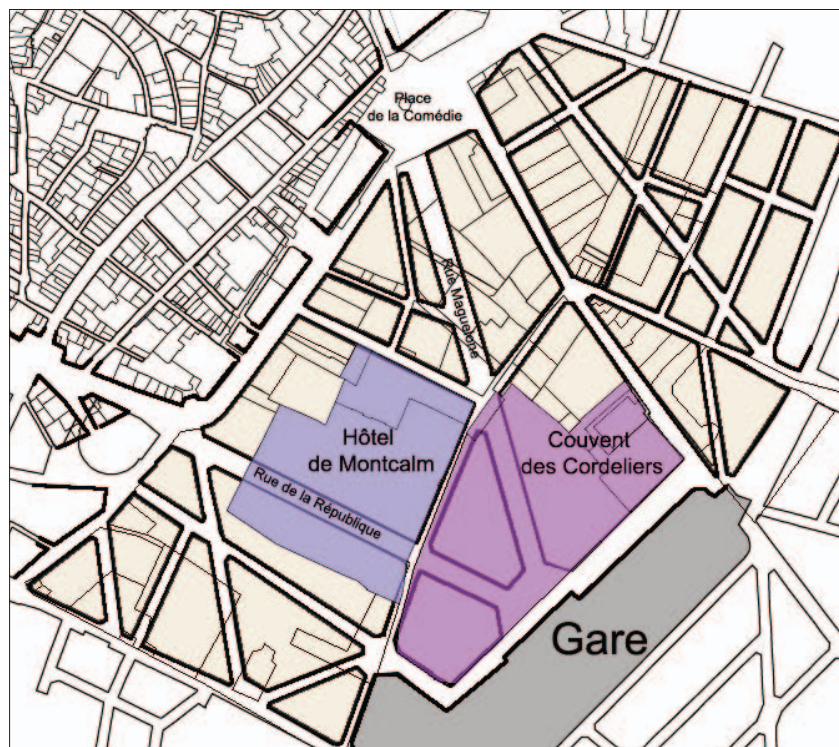 Place
de la Comédie
Rue Maguelone
Hôtel
de Montcalm
Couvent
des Cordeliers
Rue de la République
Gare